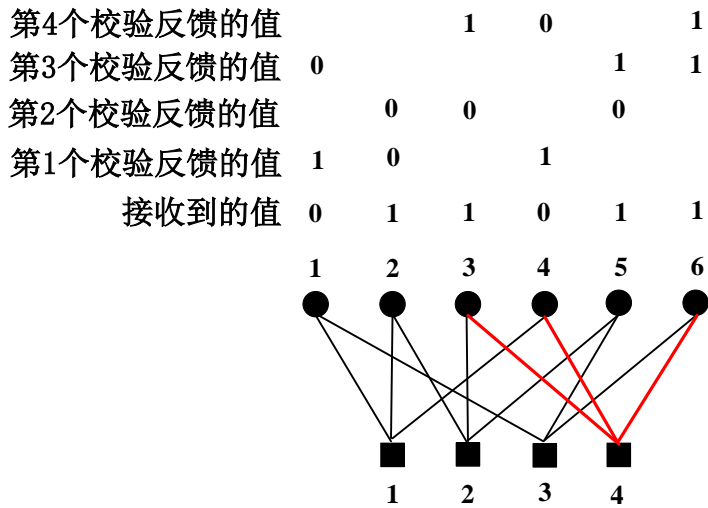 第4个校验反馈的值 1 0 1
第3个校验反馈的值 0 1 1
第2个校验反馈的值 0 0 0
第1个校验反馈的值 1 0 1
接收到的值 0 1 1 0 1 1
1 2 3 4 5 6
1 2 3 4